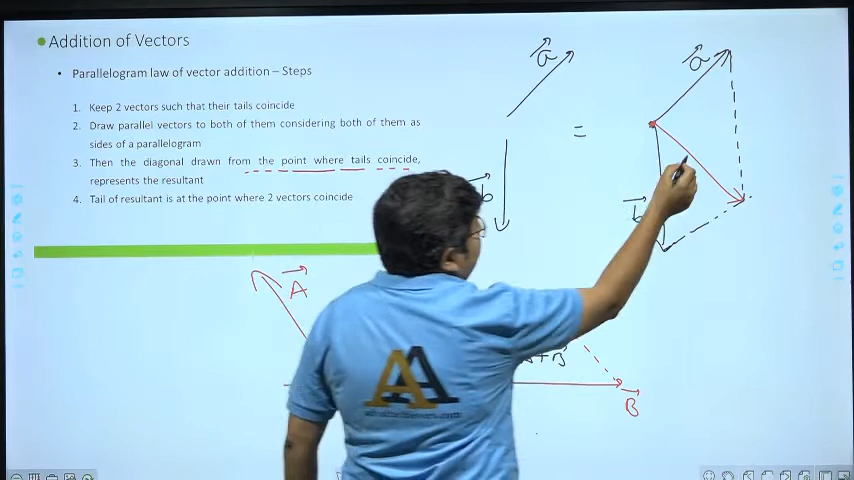 Addition of Vectors
• Parallelogram law of vector addition – Steps
1. Keep 2 vectors such that their tails coincide
2. Draw parallel vectors to both of them considering both of them as
sides of a parallelogram
3. Then the diagonal drawn from the point where tails coincide,
represents the resultant
4. Tail of resultant is at the point where 2 vectors coincide
a
b
=
a
b
A
B